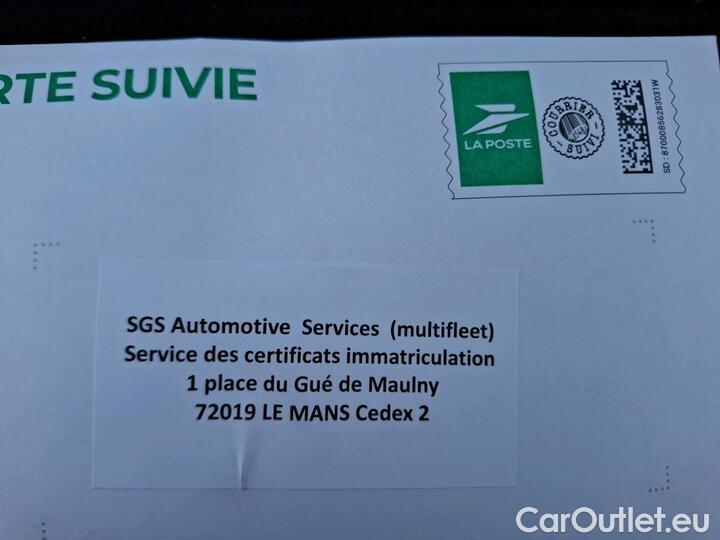 RTE SUIVIE
LA POSTE
COURRIER
SUIVI
SD : 87000856283031W
SGS Automotive Services (multifleet)
Service des certificats immatriculation
1 place du Gué de Maulny
72019 LE MANS Cedex 2
CarOutlet.eu